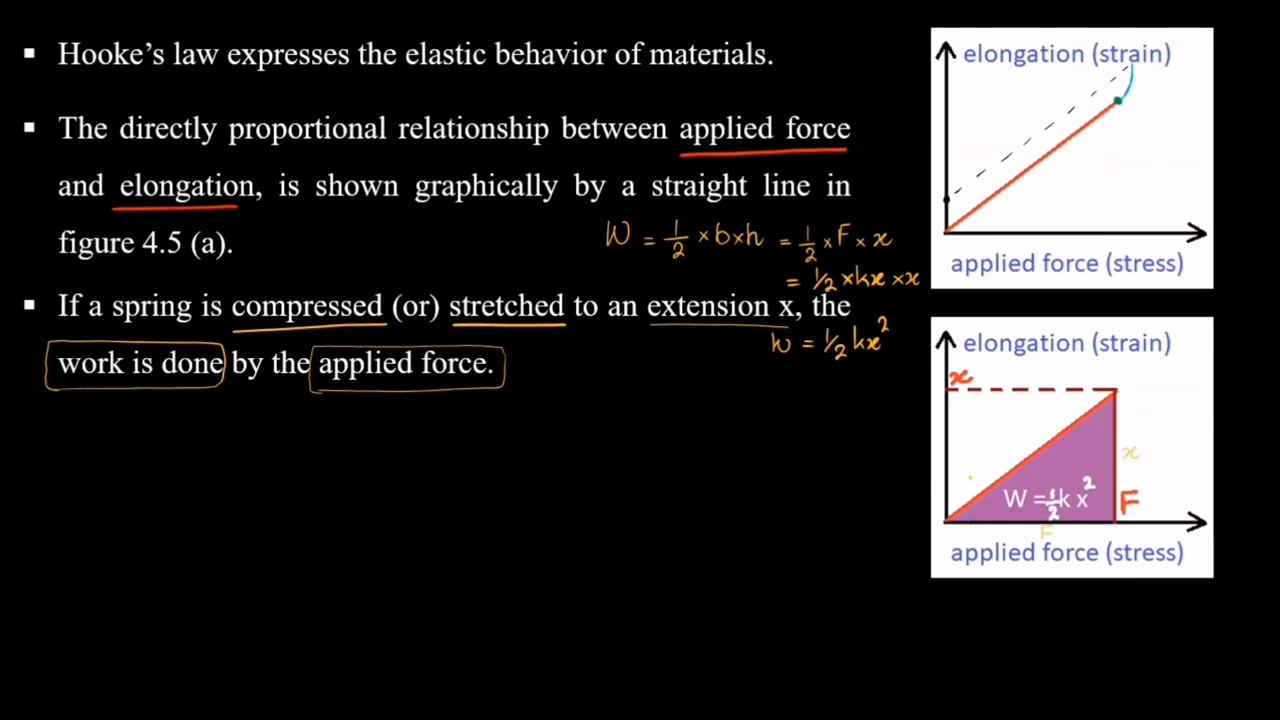 ▪ Hooke’s law expresses the elastic behavior of materials.
▪ The directly proportional relationship between applied force
and elongation, is shown graphically by a straight line in
figure 4.5 (a).
W = 1/2 × b × h = 1/2 × F × x
= 1/2 × kx × x
▪ If a spring is compressed (or) stretched to an extension x, the
W = 1/2 kx²
work is done by the applied force.
elongation (strain)
applied force (stress)
elongation (strain)
x
x
W = 1/2 k x²
F
F
applied force (stress)